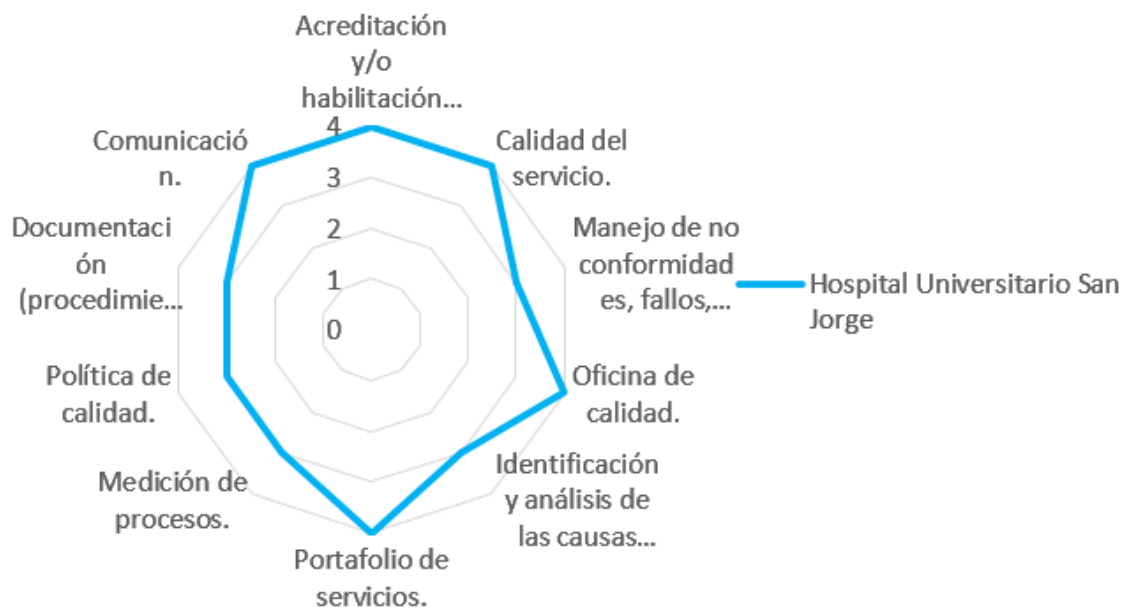 Acreditación
y/o
habilitación...
4
3
2
1
0
Calidad del
servicio.
Manejo de no
conformidad
es, fallos,...
Oficina de
calidad.
Identificación
y análisis de
las causas...
Portafolio de
servicios.
Medición de
procesos.
Política de
calidad.
Documentaci
ón
(procedimie...
Comunicació
n.
Hospital Universitario San
Jorge